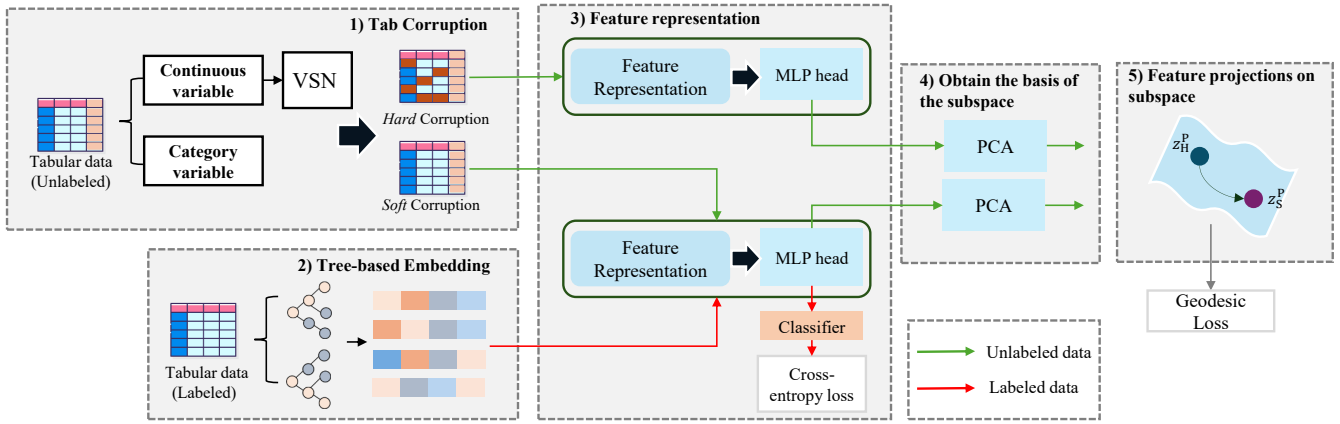 1) Tab Corruption
Continuous
variable
VSN
Category
variable
Tabular data
(Unlabeled)
Hard Corruption
Soft Corruption
2) Tree-based Embedding
Tabular data
(Labeled)
3) Feature representation
Feature
Representation
MLP head
Feature
Representation
MLP head
Classifier
Cross-
entropy loss
4) Obtain the basis of
the subspace
PCA
PCA
5) Feature projections on
subspace
z_H^P
z_S^P
Geodesic
Loss
Unlabeled data
Labeled data